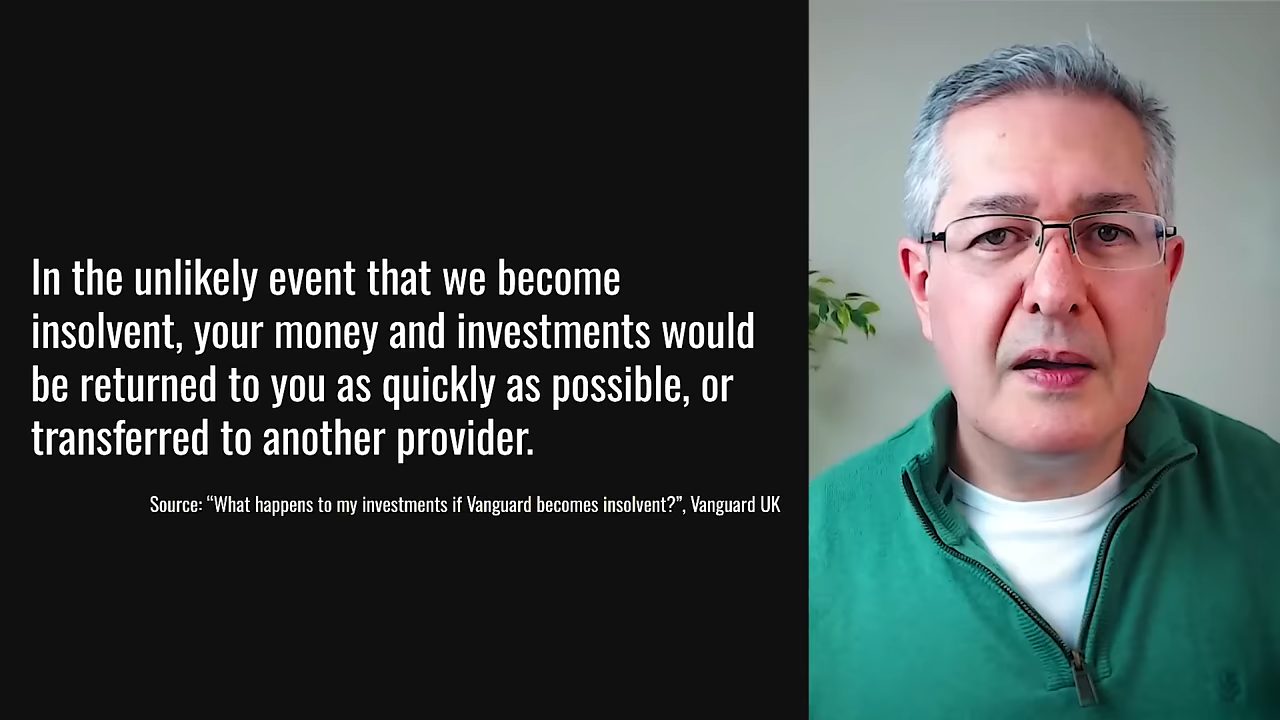 In the unlikely event that we become
insolvent, your money and investments would
be returned to you as quickly as possible, or
transferred to another provider.
Source: “What happens to my investments if Vanguard becomes insolvent?”, Vanguard UK